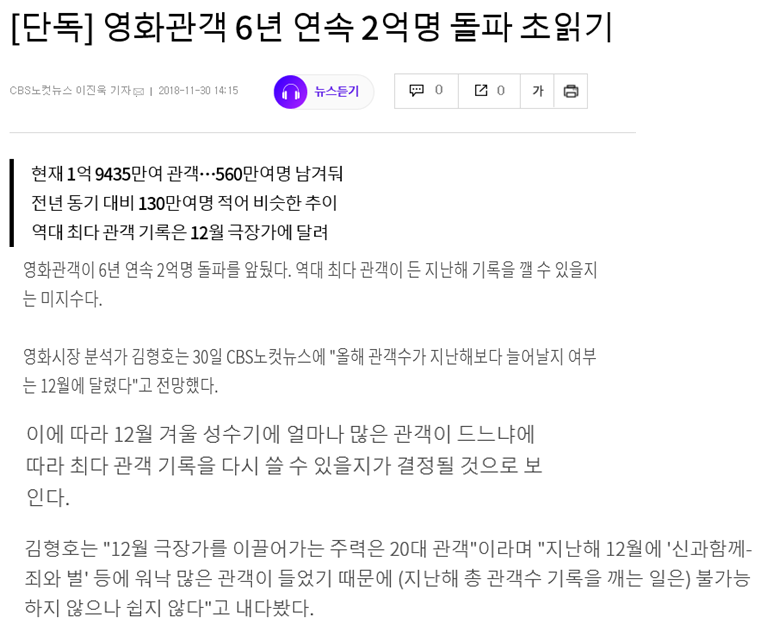 [단독] 영화관객 6년 연속 2억명 돌파 초읽기
CBS노컷뉴스 이진욱 기자 | 2018-11-30 14:15
뉴스듣기
0
0
가
현재 1억 9435만여 관객…560만여명 남겨둬
전년 동기 대비 130만여명 적어 비슷한 추이
역대 최다 관객 기록은 12월 극장가에 달려
영화관객이 6년 연속 2억명 돌파를 앞뒀다. 역대 최다 관객이 든 지난해 기록을 깰 수 있을지
는 미지수다.
영화시장 분석가 김형호는 30일 CBS노컷뉴스에 "올해 관객수가 지난해보다 늘어날지 여부
는 12월에 달렸다"고 전망했다.
이에 따라 12월 겨울 성수기에 얼마나 많은 관객이 드느냐에
따라 최다 관객 기록을 다시 쓸 수 있을지가 결정될 것으로 보
인다.
김형호는 "12월 극장가를 이끌어가는 주력은 20대 관객"이라며 "지난해 12월에 '신과함께-
죄와 벌' 등에 워낙 많은 관객이 들었기 때문에 (지난해 총 관객수 기록을 깨는 일은) 불가능
하지 않으나 쉽지 않다"고 내다봤다.